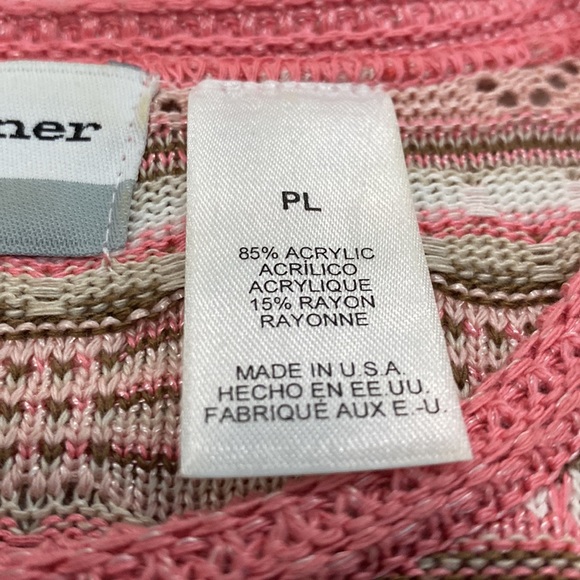 ner
PL
85% ACRYLIC
ACRÍLICO
ACRYLIQUE
15% RAYON
RAYONNE
MADE IN U.S.A.
HECHO EN EE.UU.
FABRIQUÉ AUX E.-U.